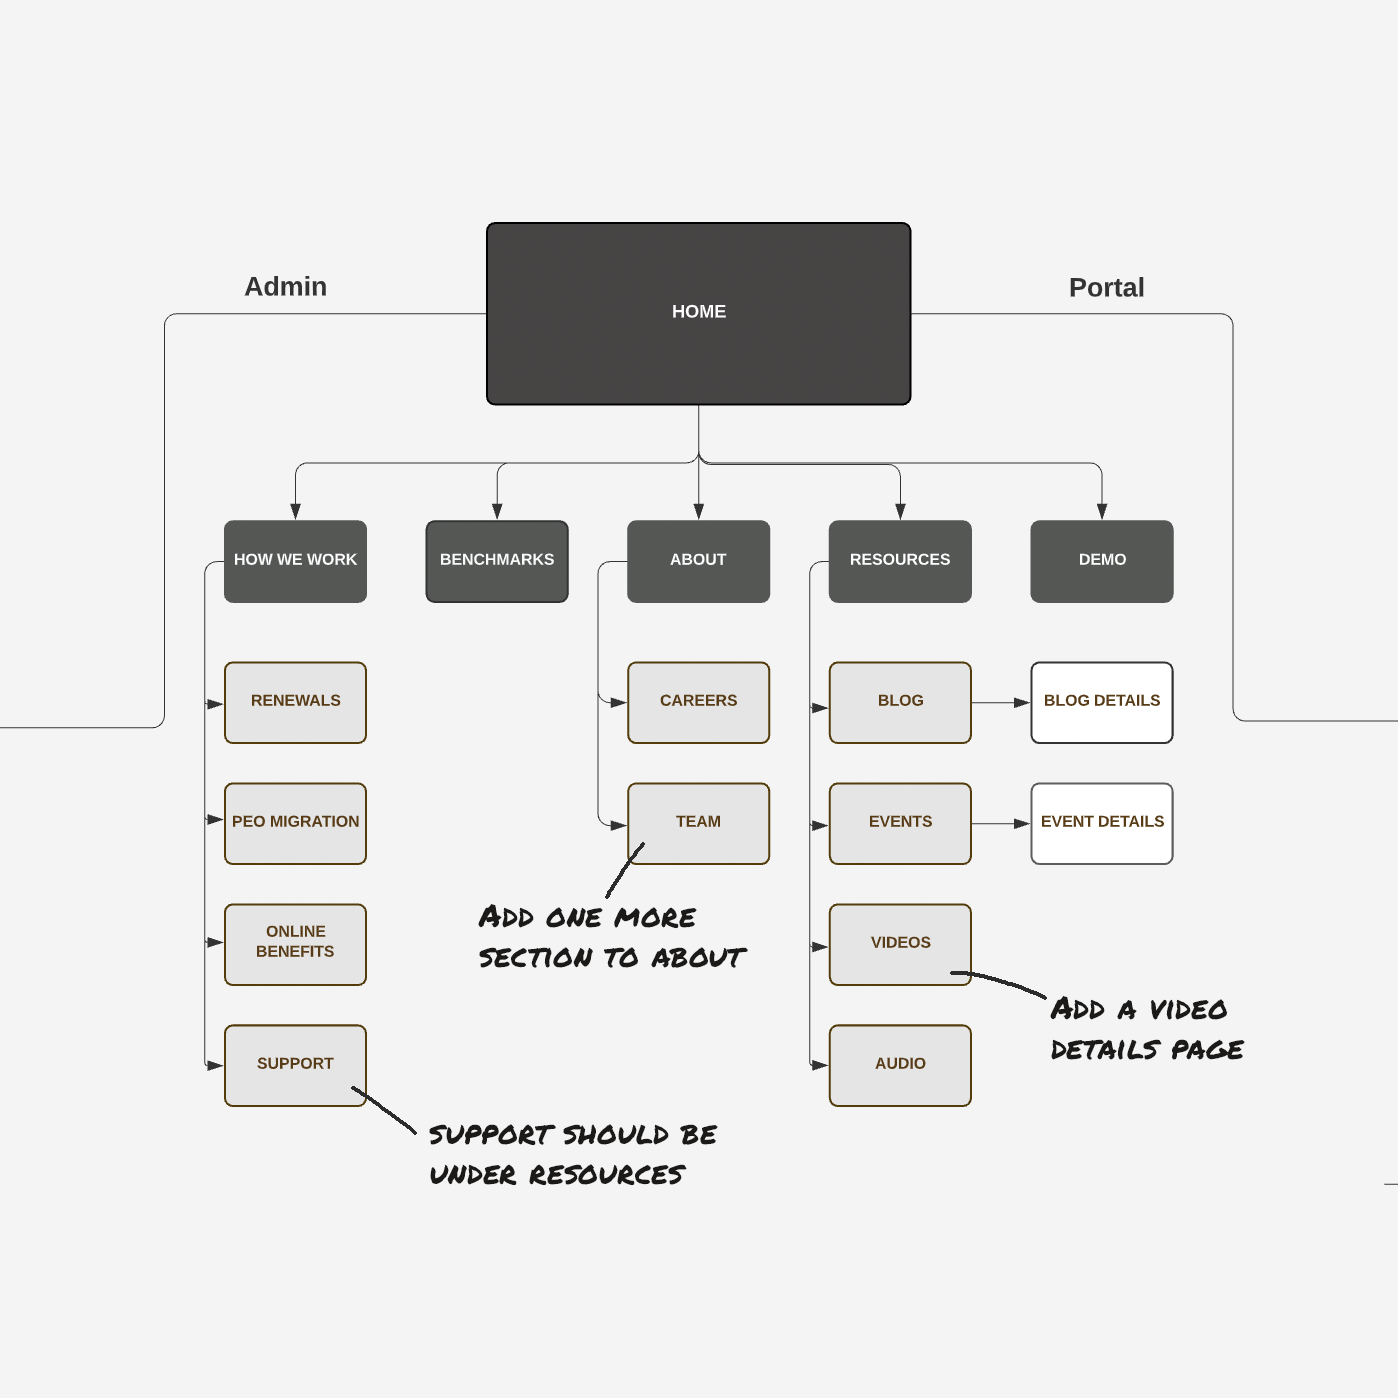 Admin
Portal
HOME
HOW WE WORK
BENCHMARKS
ABOUT
RESOURCES
DEMO
RENEWALS
CAREERS
BLOG
BLOG DETAILS
PEO MIGRATION
TEAM
EVENTS
EVENT DETAILS
ONLINE
BENEFITS
ADD ONE MORE
SECTION TO ABOUT
VIDEOS
ADD A VIDEO
DETAILS PAGE
SUPPORT
AUDIO
SUPPORT SHOULD BE
UNDER RESOURCES